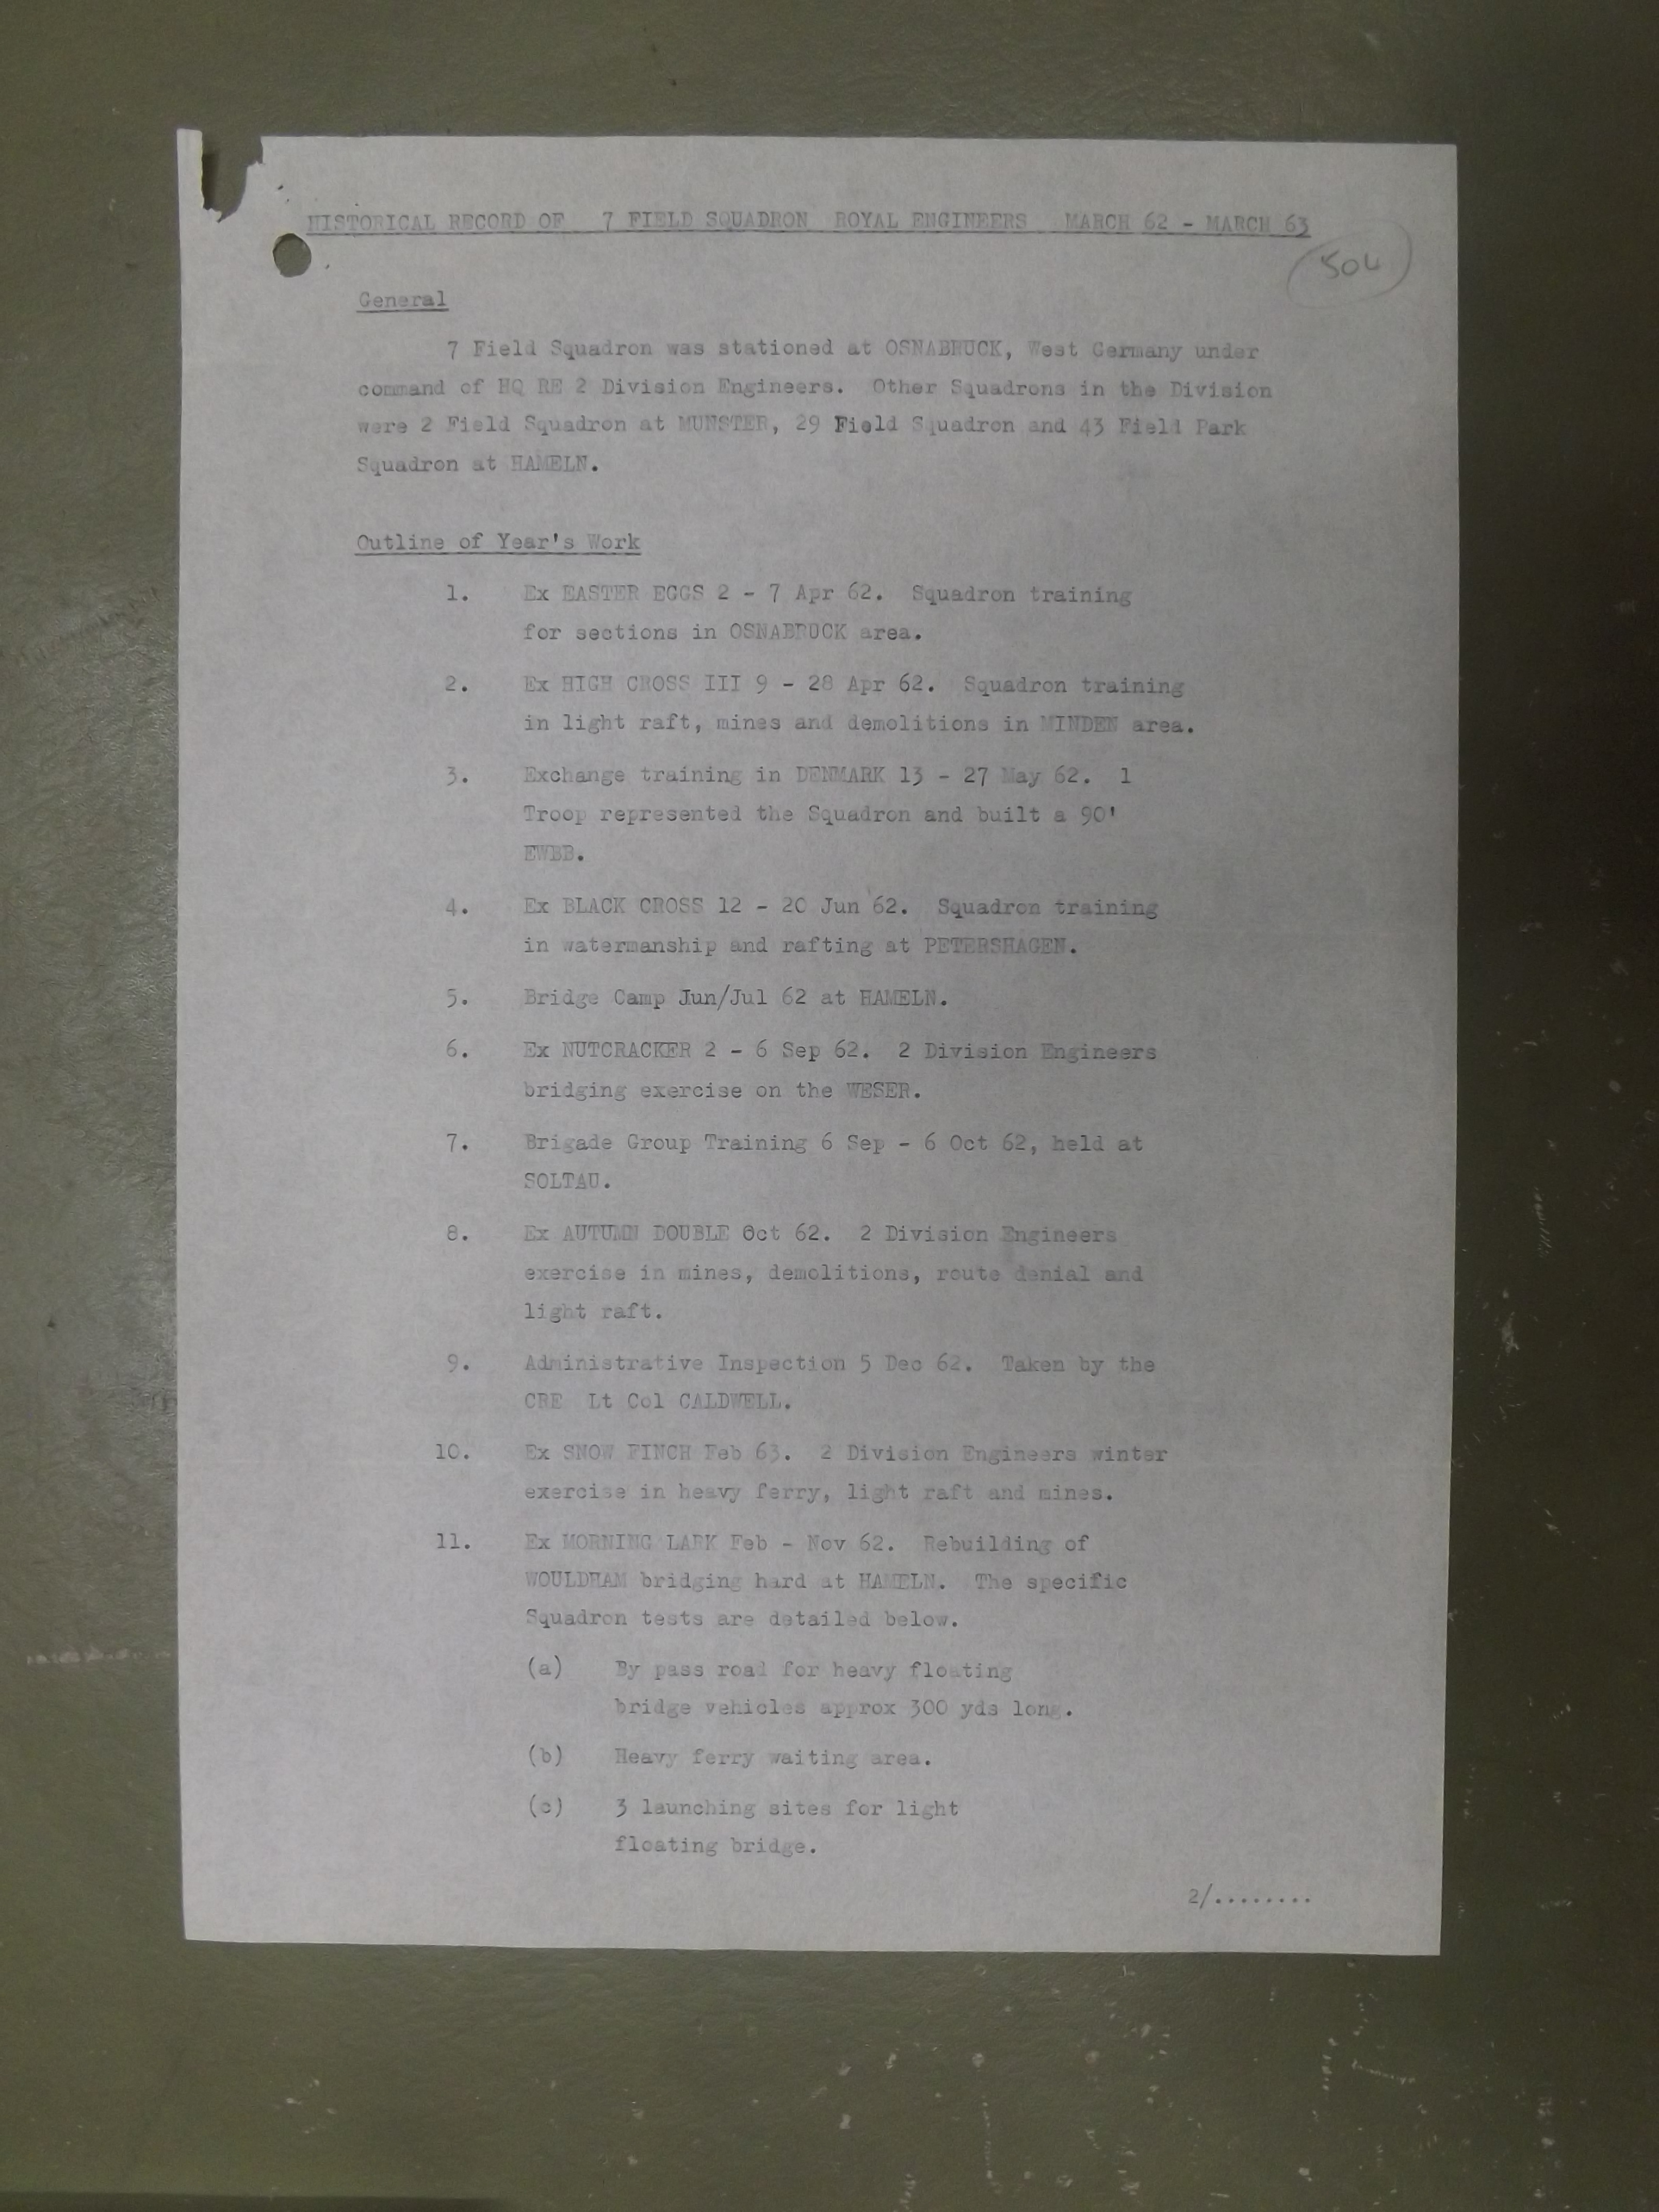 HISTORICAL RECORD OF 7 FIELD SQUADRON ROYAL ENGINEERS MARCH 62 - MARCH 63
504
General
7 Field Squadron was stationed at OSNABRUCK, West Germany under
command of HQ RE 2 Division Engineers. Other Squadrons in the Division
were 2 Field Squadron at MUNSTER, 29 Field Squadron and 43 Field Park
Squadron at HAMELN.
Outline of Year's Work
1. Ex EASTER EGGS 2 - 7 Apr 62. Squadron training
for sections in OSNABRUCK area.
2. Ex HIGH CROSS III 9 - 28 Apr 62. Squadron training
in light raft, mines and demolitions in MINDEN area.
3. Exchange training in DENMARK 13 - 27 May 62. 1
Troop represented the Squadron and built a 90'
EWBB.
4. Ex BLACK CROSS 12 - 20 Jun 62. Squadron training
in watermanship and rafting at PETERSHAGEN.
5. Bridge Camp Jun/Jul 62 at HAMELN.
6. Ex NUTCRACKER 2 - 6 Sep 62. 2 Division Engineers
bridging exercise on the WESER.
7. Brigade Group Training 6 Sep - 6 Oct 62, held at
SOLTAU.
8. Ex AUTUMN DOUBLE Oct 62. 2 Division Engineers
exercise in mines, demolitions, route denial and
light raft.
9. Administrative Inspection 5 Dec 62. Taken by the
CRE Lt Col CALDWELL.
10. Ex SNOW FINCH Feb 63. 2 Division Engineers winter
exercise in heavy ferry, light raft and mines.
11. Ex MORNING LARK Feb - Nov 62. Rebuilding of
WOULDHAM bridging hard at HAMELN. The specific
Squadron tests are detailed below.
(a) By pass road for heavy floating
bridge vehicles approx 300 yds long.
(b) Heavy ferry waiting area.
(c) 3 launching sites for light
floating bridge.
2/........